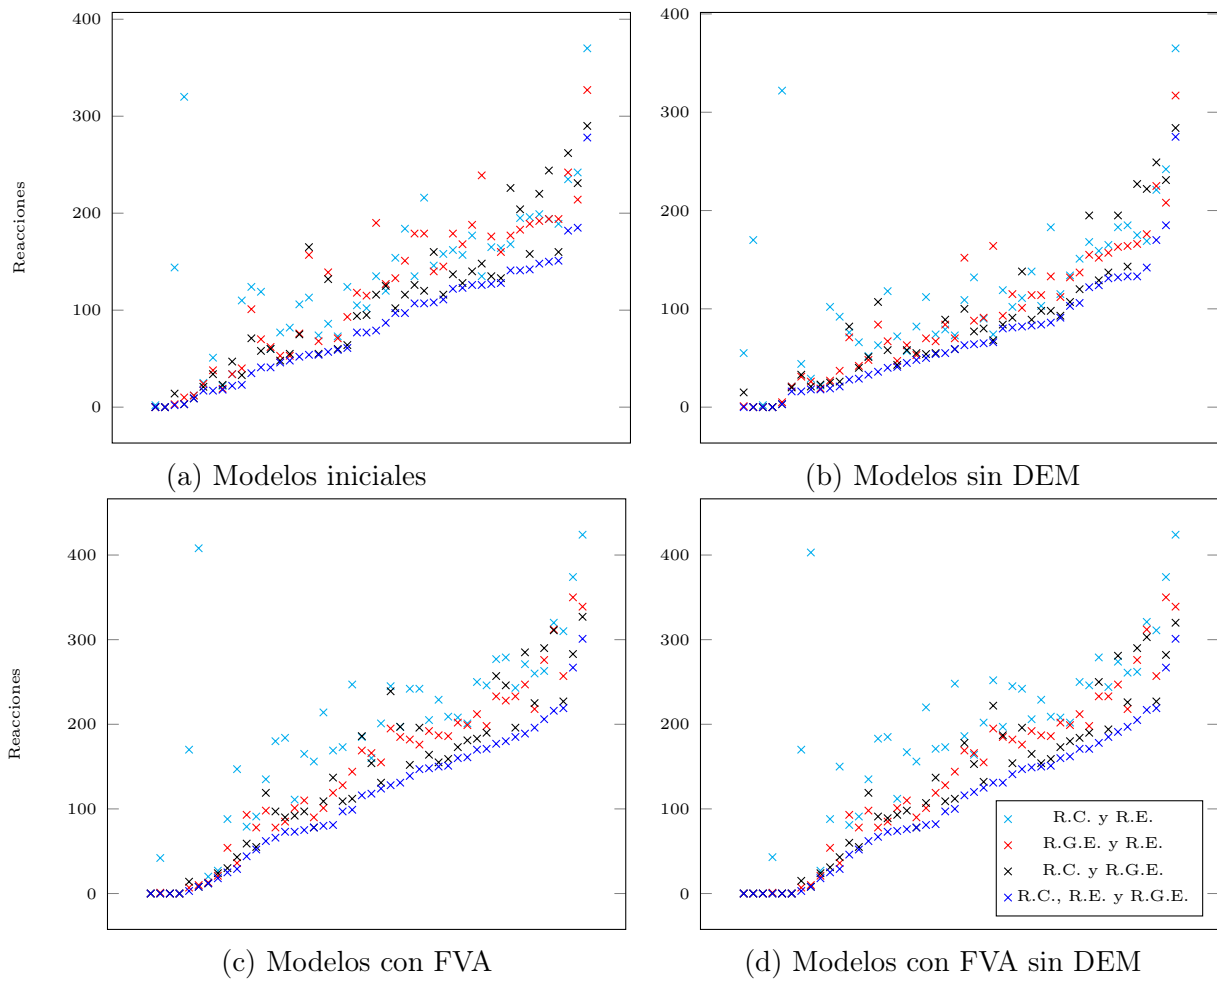 400
300
200
100
0
Reacciones
(a) Modelos iniciales
400
300
200
100
0
(b) Modelos sin DEM
400
300
200
100
0
Reacciones
(c) Modelos con FVA
400
300
200
100
0
R.C. y R.E.
R.G.E. y R.E.
R.C. y R.G.E.
R.C., R.E. y R.G.E.
(d) Modelos con FVA sin DEM